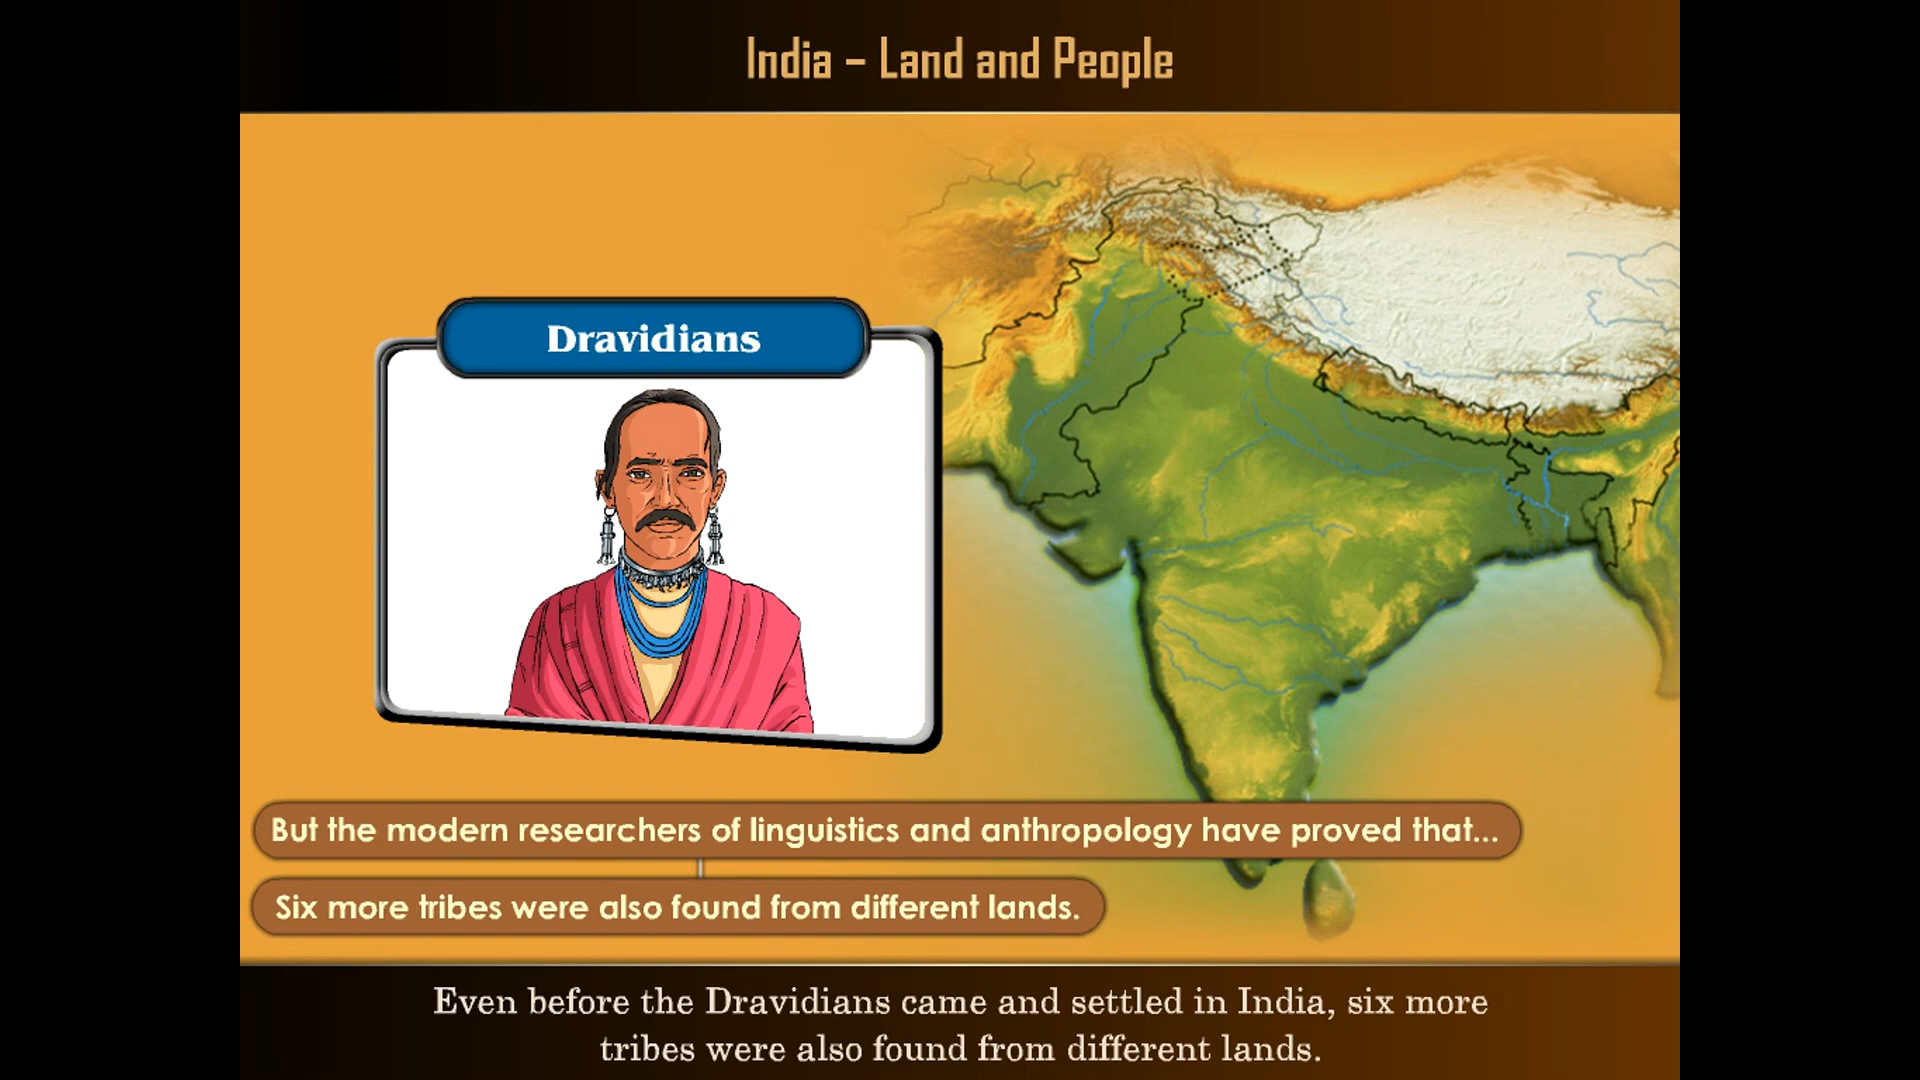 India – Land and People
Dravidians
But the modern researchers of linguistics and anthropology have proved that...
Six more tribes were also found from different lands.
Even before the Dravidians came and settled in India, six more
tribes were also found from different lands.